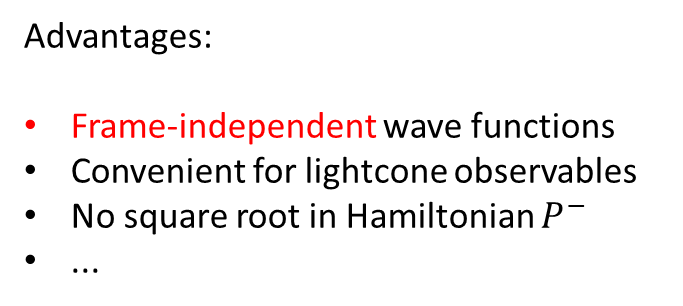 Advantages:
• Frame-independent wave functions
• Convenient for lightcone observables
• No square root in Hamiltonian P⁻
• ...